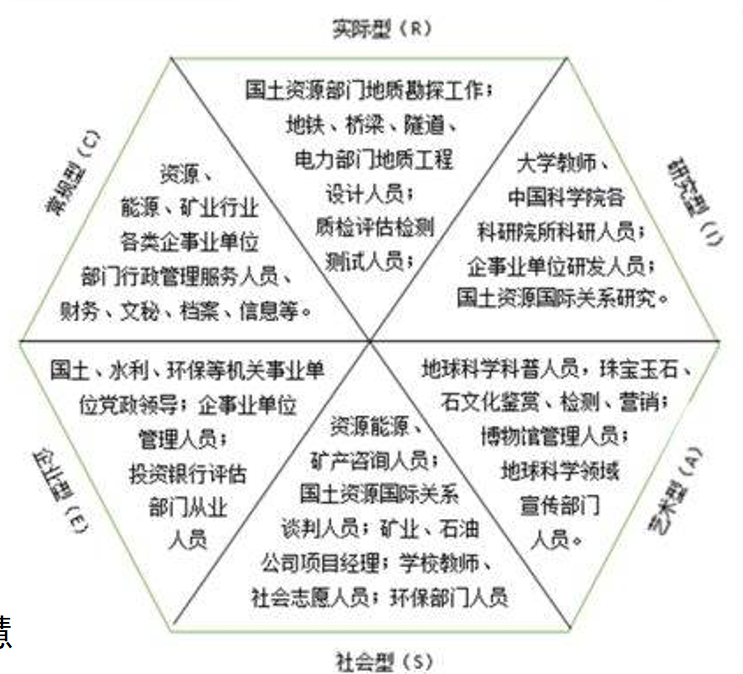 实际型（R）
国土资源部门地质勘探工作；
地铁、桥梁、隧道、
电力部门地质工程
设计人员；
质检评估检测
测试人员；
研究型（I）
大学教师、
中国科学院各
科研院所科研人员；
企事业单位研发人员；
国土资源国际关系研究。
艺术型（A）
地球科学科普人员，珠宝玉石、
石文化鉴赏、检测、营销；
博物馆管理人员；
地球科学领域
宣传部门
人员。
社会型（S）
资源能源、
矿产咨询人员；
国土资源国际关系
谈判人员；矿业、石油
公司项目经理；学校教师、
社会志愿人员；环保部门人员
企业型（E）
国土、水利、环保等机关事业单
位党政领导；企事业单位
管理人员；
投资银行评估
部门从业
人员
常规型（C）
资源、
能源、矿业行业
各类企事业单位
部门行政管理服务人员、
财务、文秘、档案、信息等。